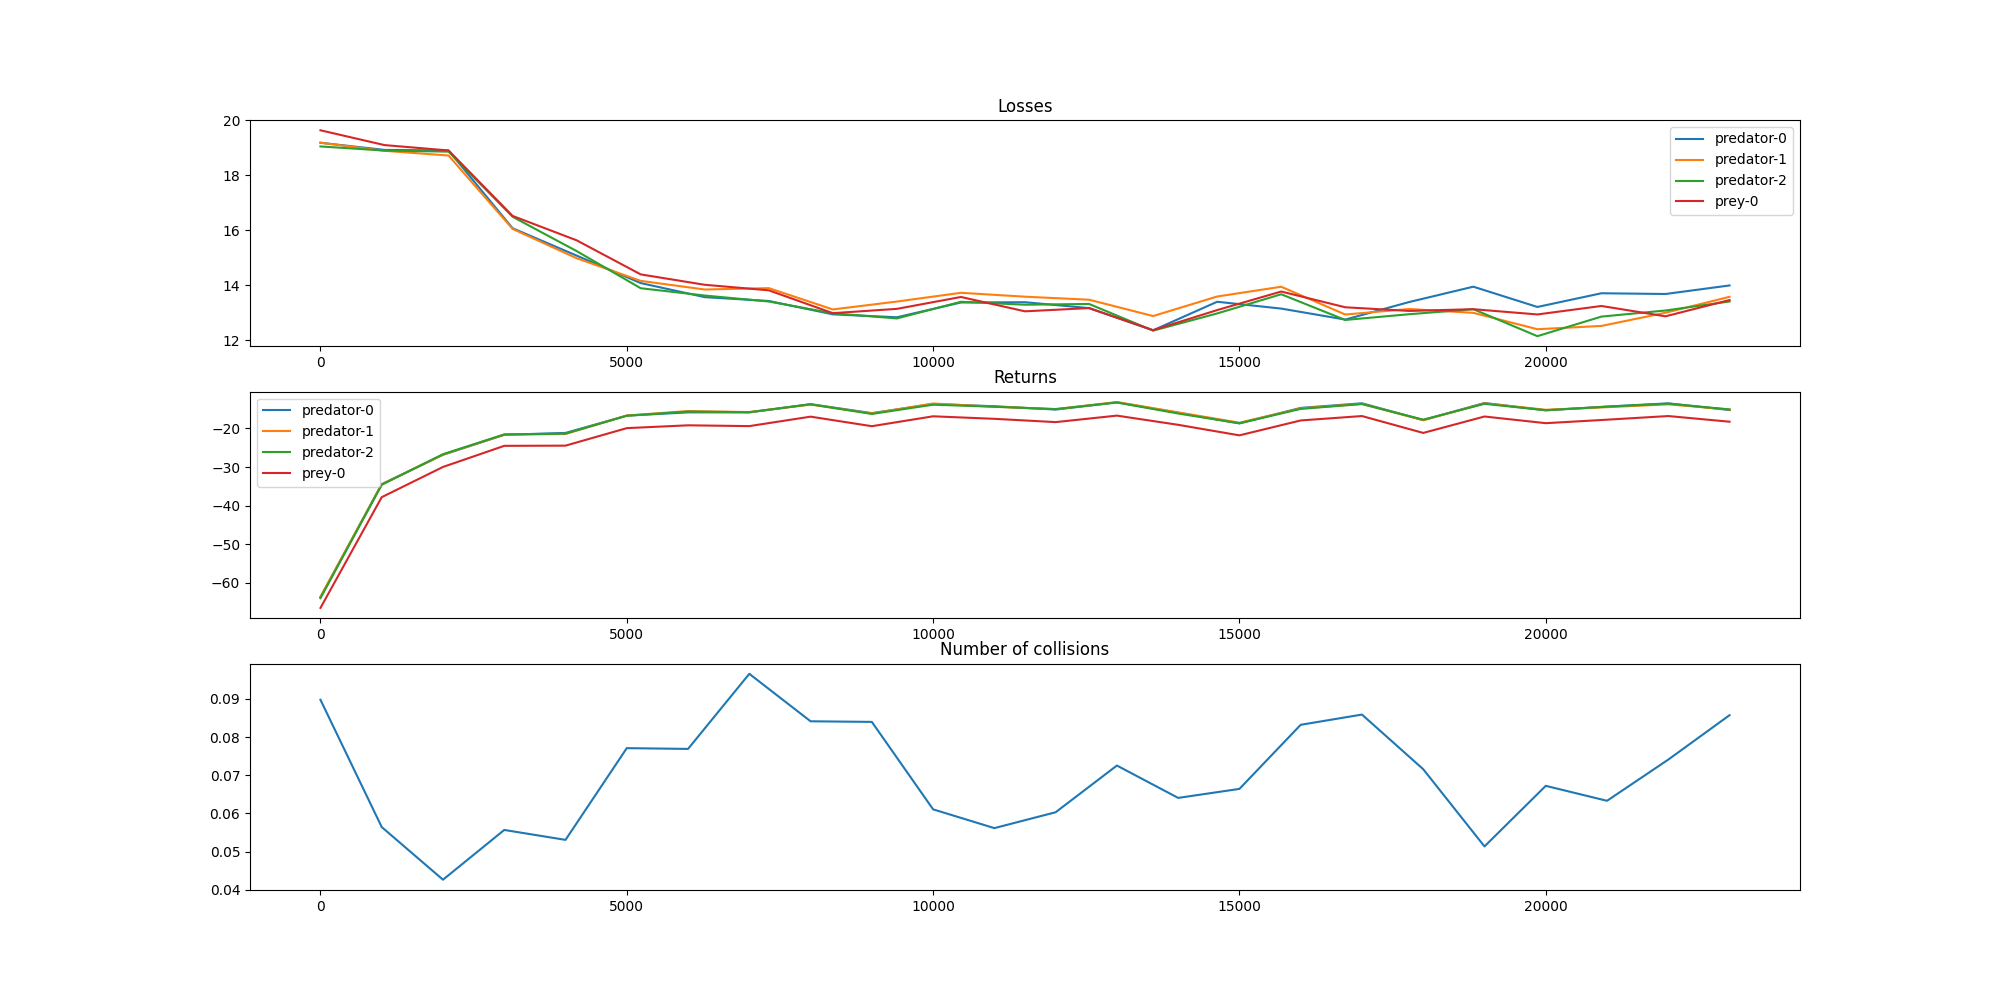 Losses
20
18
16
14
12
predator-0
predator-1
predator-2
prey-0
0 5000 10000 15000 20000
Returns
−20
−30
−40
−50
−60
predator-0
predator-1
predator-2
prey-0
0 5000 10000 15000 20000
Number of collisions
0.09
0.08
0.07
0.06
0.05
0.04
0 5000 10000 15000 20000